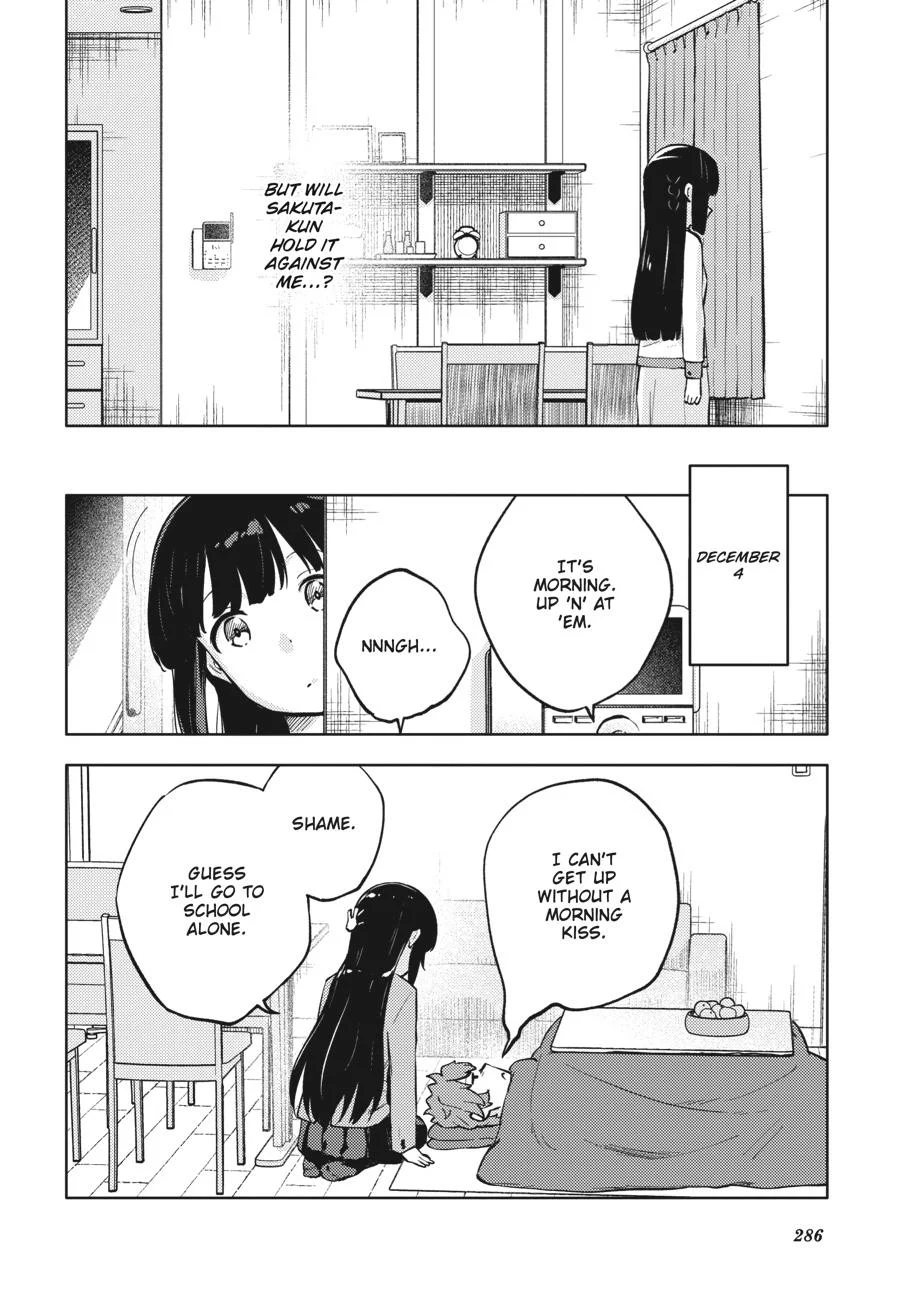 BUT WILL
SAKUTA-
KUN
HOLD IT
AGAINST
ME...?
DECEMBER
4
IT'S
MORNING.
UP 'N' AT
'EM.
NNNGH...
I CAN'T
GET UP
WITHOUT A
MORNING
KISS.
SHAME.
GUESS
I'LL GO TO
SCHOOL
ALONE.
286